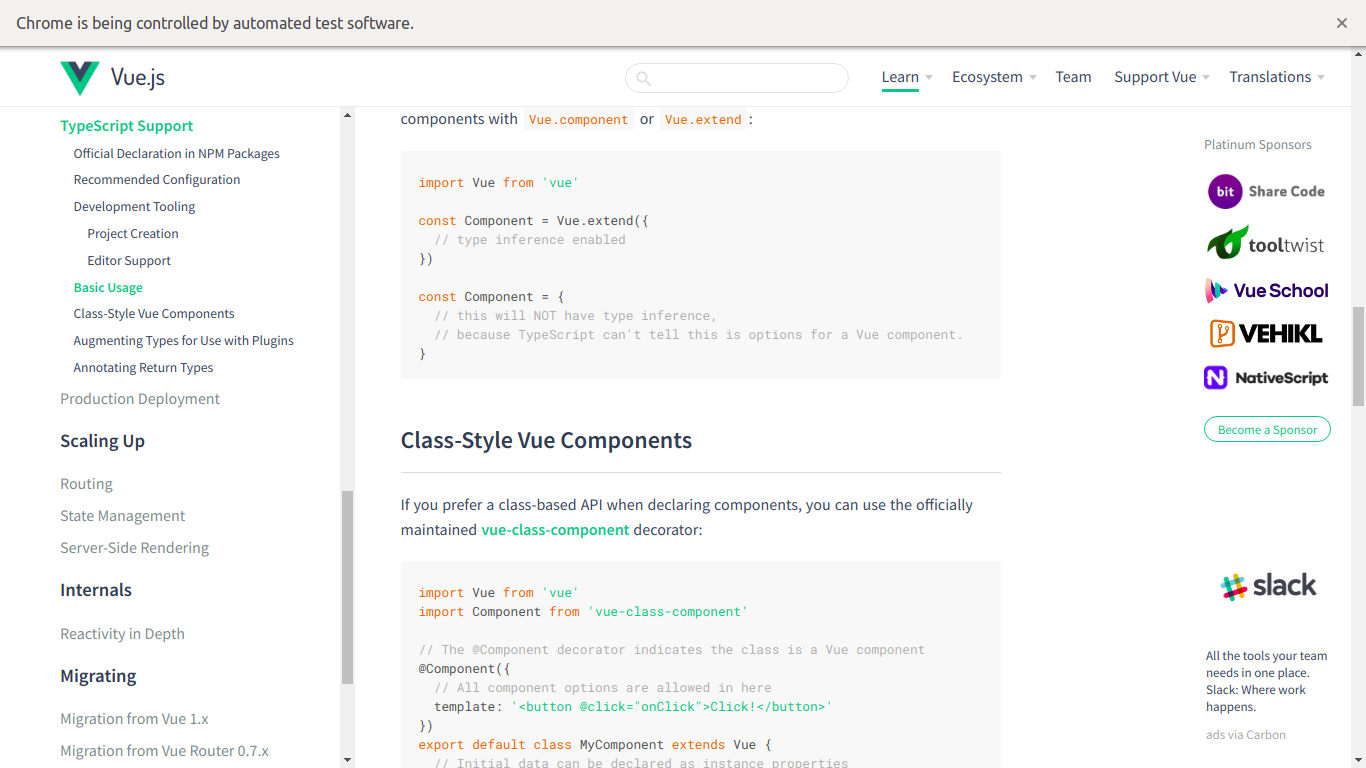 Chrome is being controlled by automated test software.
Vue.js
Learn
Ecosystem
Team
Support Vue
Translations
TypeScript Support
Official Declaration in NPM Packages
Recommended Configuration
Development Tooling
Project Creation
Editor Support
Basic Usage
Class-Style Vue Components
Augmenting Types for Use with Plugins
Annotating Return Types
Production Deployment
Scaling Up
Routing
State Management
Server-Side Rendering
Internals
Reactivity in Depth
Migrating
Migration from Vue 1.x
Migration from Vue Router 0.7.x
components with Vue.component or Vue.extend :
import Vue from 'vue'
const Component = Vue.extend({
// type inference enabled
})
const Component = {
// this will NOT have type inference,
// because TypeScript can't tell this is options for a Vue component.
}
Class-Style Vue Components
If you prefer a class-based API when declaring components, you can use the officially
maintained vue-class-component decorator:
import Vue from 'vue'
import Component from 'vue-class-component'
// The @Component decorator indicates the class is a Vue component
@Component({
// All component options are allowed in here
template: '<button @click="onClick">Click!</button>'
})
export default class MyComponent extends Vue {
// Initial data can be declared as instance properties
Platinum Sponsors
bit Share Code
tooltwist
Vue School
VEHIKL
NativeScript
Become a Sponsor
slack
All the tools your team
needs in one place.
Slack: Where work
happens.
ads via Carbon